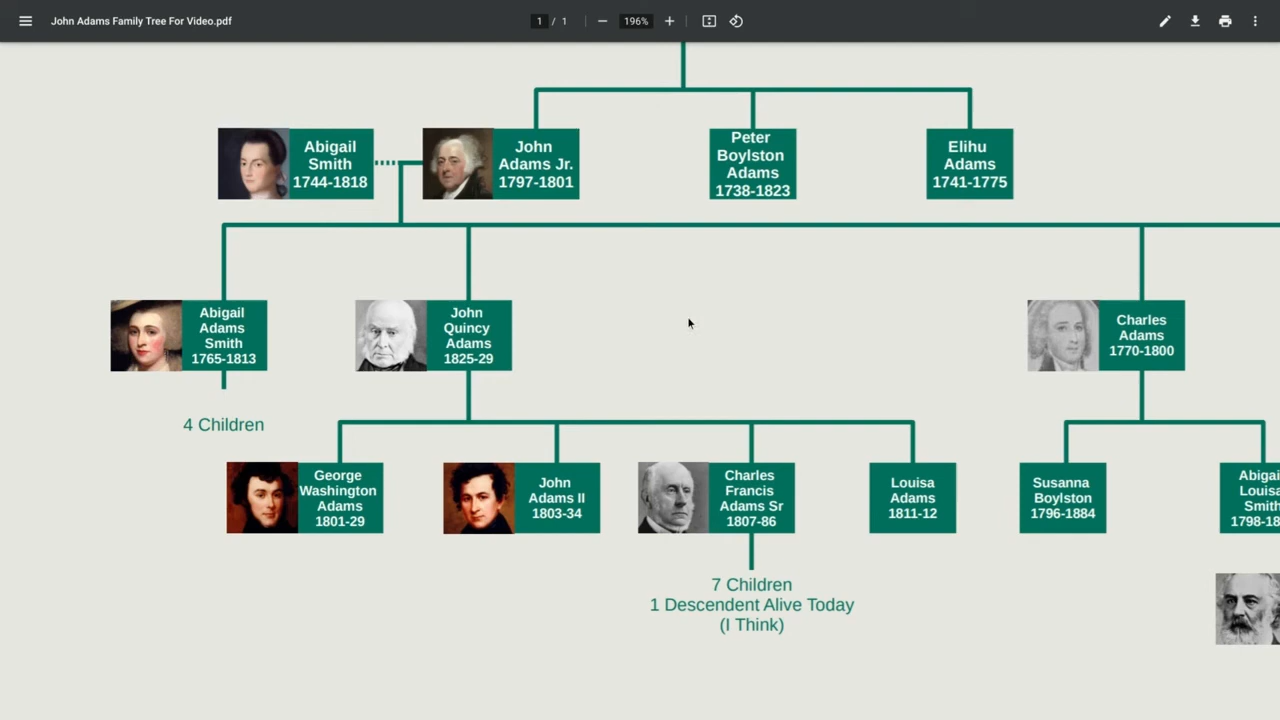 John Adams Family Tree For Video.pdf
1 / 1
196%
Abigail
Smith
1744-1818
John
Adams Jr.
1797-1801
Peter
Boylston
Adams
1738-1823
Elihu
Adams
1741-1775
Abigail
Adams
Smith
1765-1813
John
Quincy
Adams
1825-29
Charles
Adams
1770-1800
4 Children
George
Washington
Adams
1801-29
John
Adams II
1803-34
Charles
Francis
Adams Sr
1807-86
Louisa
Adams
1811-12
Susanna
Boylston
1796-1884
Abigai
Louisa
Smith
1798-18
7 Children
1 Descendent Alive Today
(I Think)